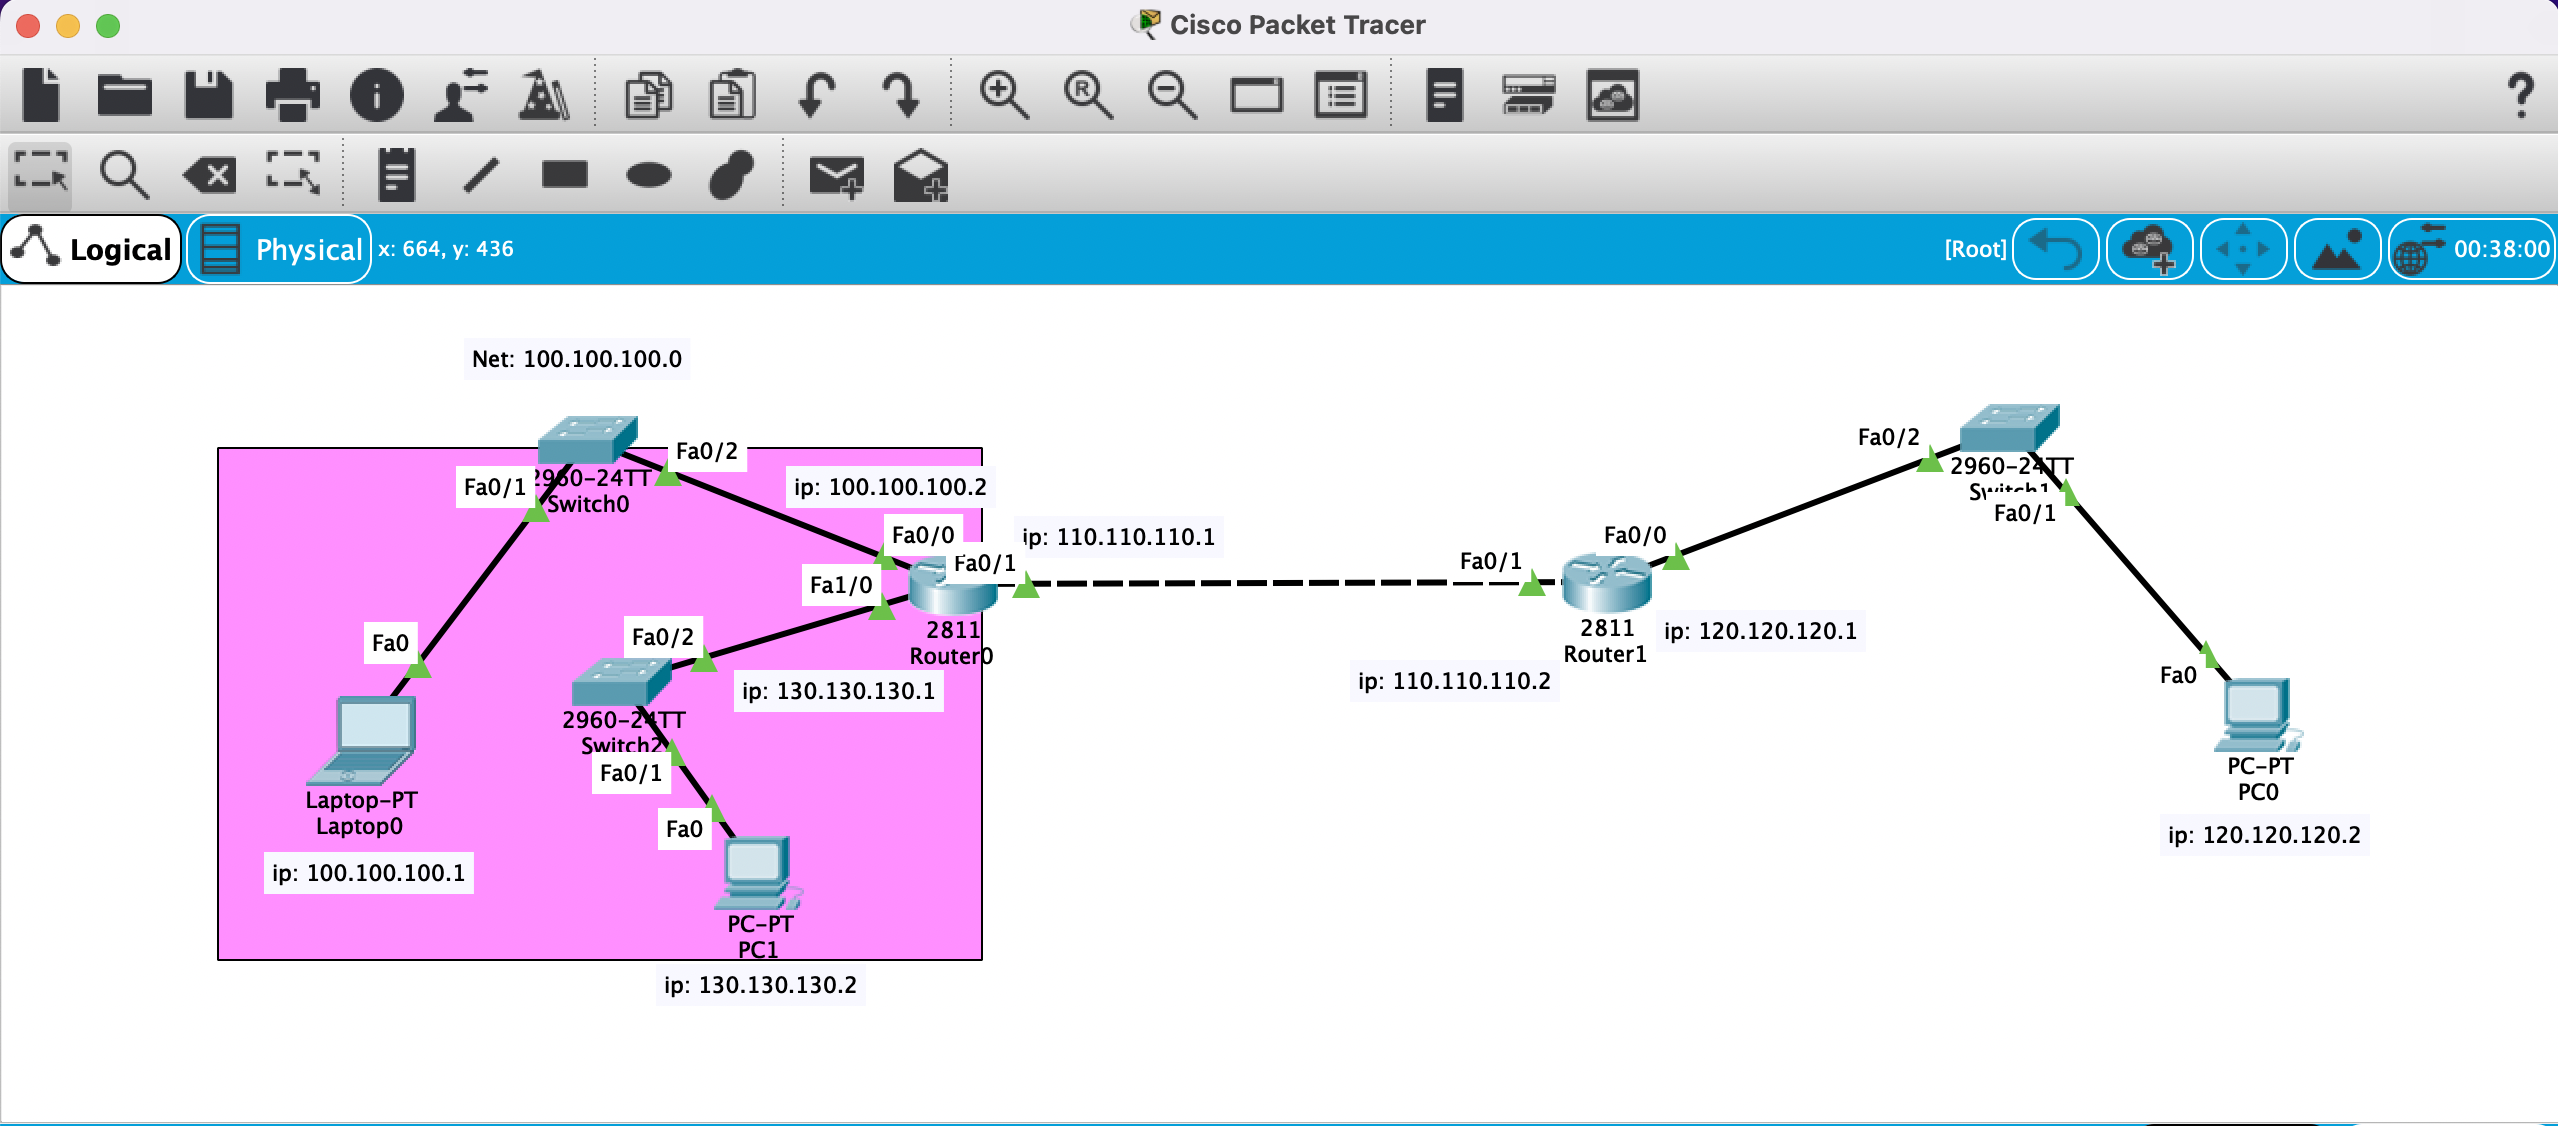 Cisco Packet Tracer
R
?
Logical
Physical
x: 664, y: 436
[Root]
00:38:00
Net: 100.100.100.0
Fa0/2
2960-24TT
Switch0
Fa0/1
ip: 100.100.100.2
Fa0/0
Fa0/1
ip: 110.110.110.1
Fa1/0
2811
Router0
Fa0
Fa0/2
ip: 130.130.130.1
2960-24TT
Switch2
Fa0/1
Fa0
Laptop-PT
Laptop0
ip: 100.100.100.1
PC-PT
PC1
ip: 130.130.130.2
Fa0/1
Fa0/0
2811
Router1
ip: 120.120.120.1
ip: 110.110.110.2
Fa0/2
2960-24TT
Switch1
Fa0/1
Fa0
PC-PT
PC0
ip: 120.120.120.2